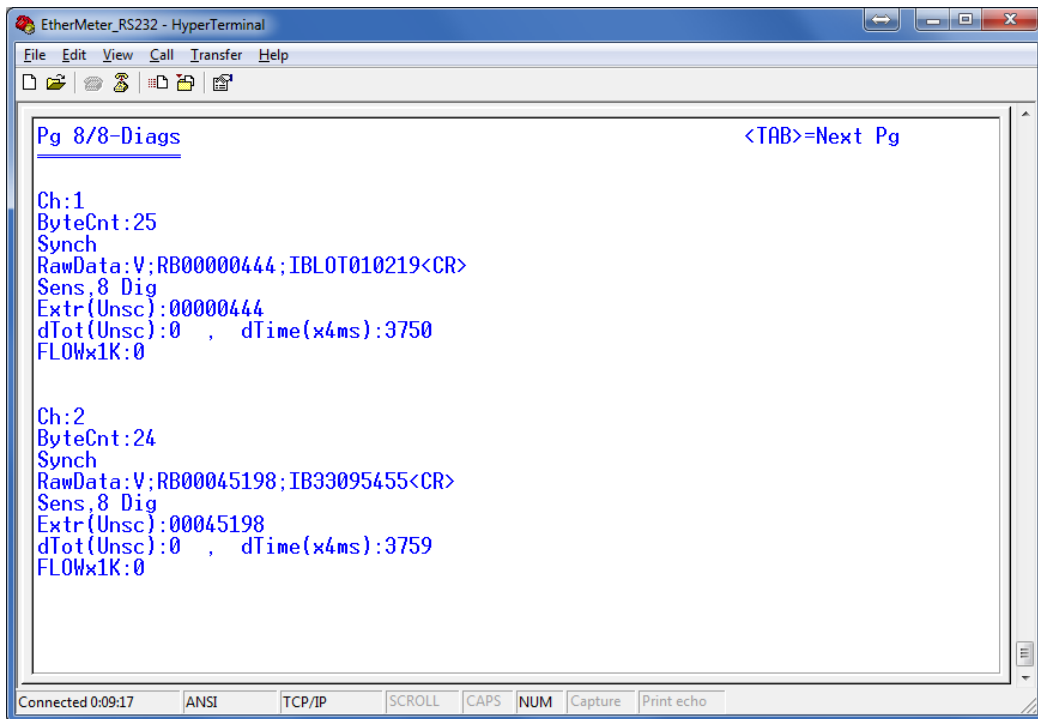 EtherMeter_RS232 - HyperTerminal
File Edit View Call Transfer Help
Pg 8/8-Diags <TAB>=Next Pg
Ch:1
ByteCnt:25
Synch
RawData:V;RB00000444;IBLOT010219<CR>
Sens,8 Dig
Extr(Unsc):00000444
dTot(Unsc):0 , dTime(x4ms):3750
FLOWx1K:0
Ch:2
ByteCnt:24
Synch
RawData:V;RB00045198;IB33095455<CR>
Sens,8 Dig
Extr(Unsc):00045198
dTot(Unsc):0 , dTime(x4ms):3759
FLOWx1K:0
Connected 0:09:17 ANSI TCP/IP SCROLL CAPS NUM Capture Print echo